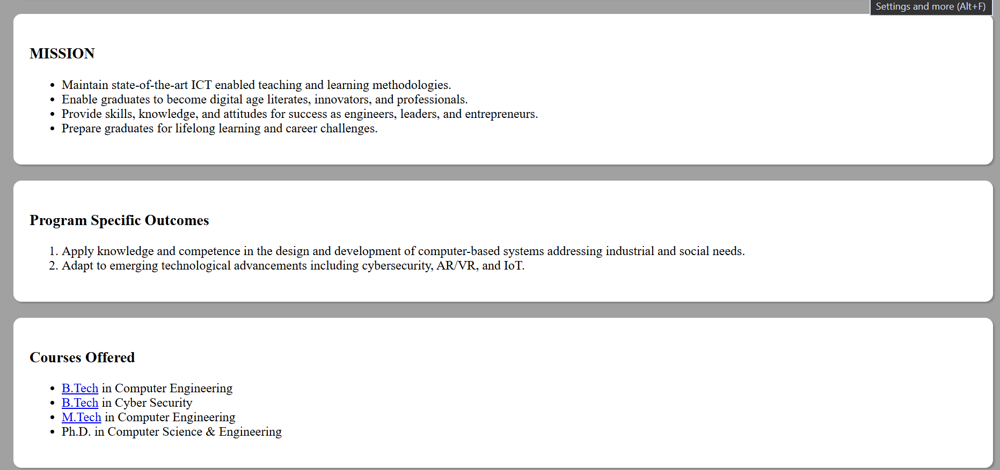 Settings and more (Alt+F)
MISSION
• Maintain state-of-the-art ICT enabled teaching and learning methodologies.
• Enable graduates to become digital age literates, innovators, and professionals.
• Provide skills, knowledge, and attitudes for success as engineers, leaders, and entrepreneurs.
• Prepare graduates for lifelong learning and career challenges.
Program Specific Outcomes
1. Apply knowledge and competence in the design and development of computer-based systems addressing industrial and social needs.
2. Adapt to emerging technological advancements including cybersecurity, AR/VR, and IoT.
Courses Offered
• B.Tech in Computer Engineering
• B.Tech in Cyber Security
• M.Tech in Computer Engineering
• Ph.D. in Computer Science & Engineering